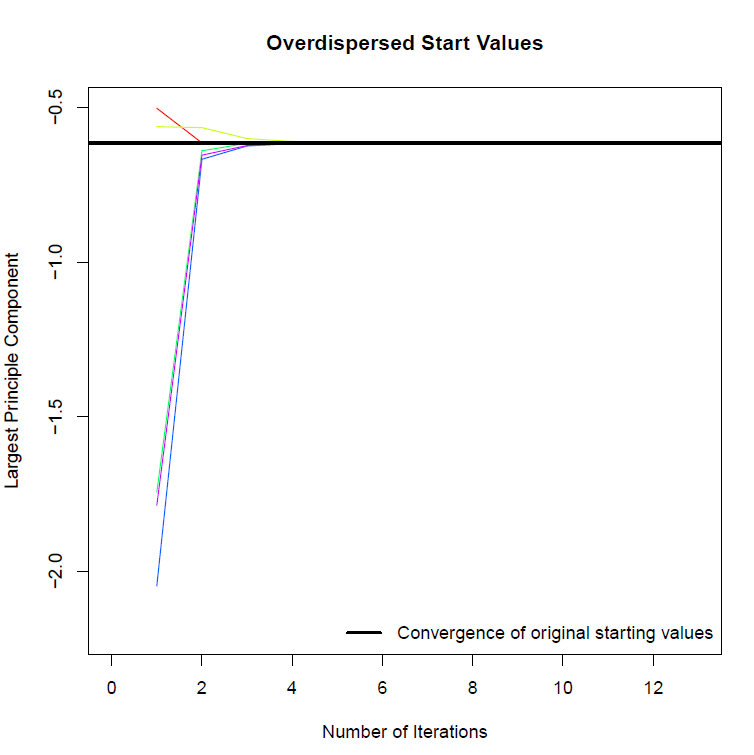 Overdispersed Start Values
Largest Principle Component
−0.5
−1.0
−1.5
−2.0
Convergence of original starting values
0 2 4 6 8 10 12
Number of Iterations